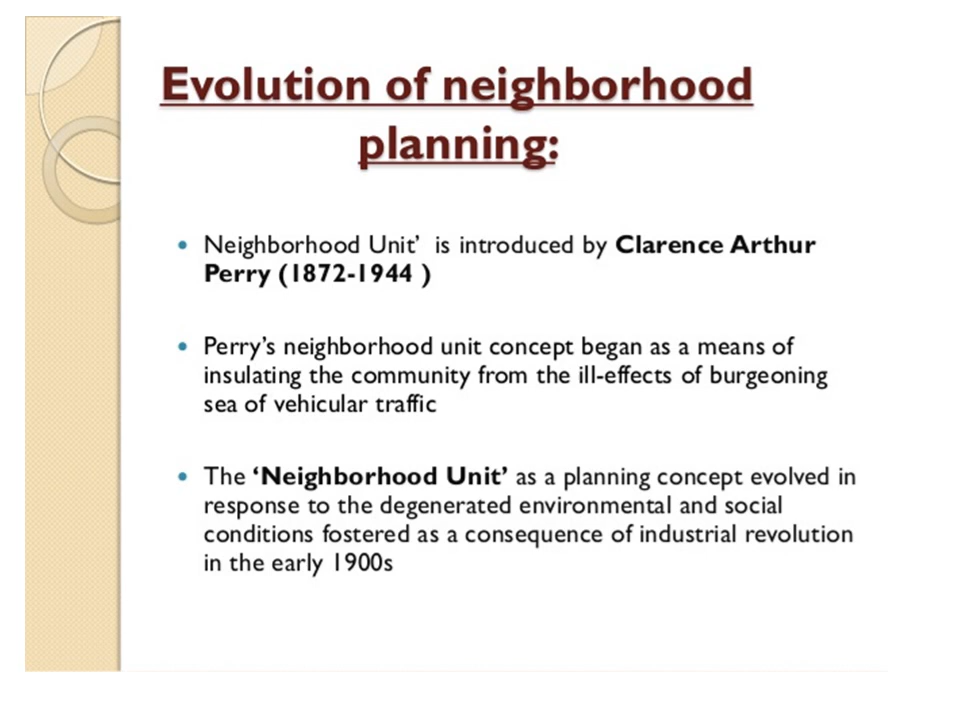 Evolution of neighborhood
planning:
• Neighborhood Unit’ is introduced by Clarence Arthur
Perry (1872-1944 )
• Perry’s neighborhood unit concept began as a means of
insulating the community from the ill-effects of burgeoning
sea of vehicular traffic
• The ‘Neighborhood Unit’ as a planning concept evolved in
response to the degenerated environmental and social
conditions fostered as a consequence of industrial revolution
in the early 1900s